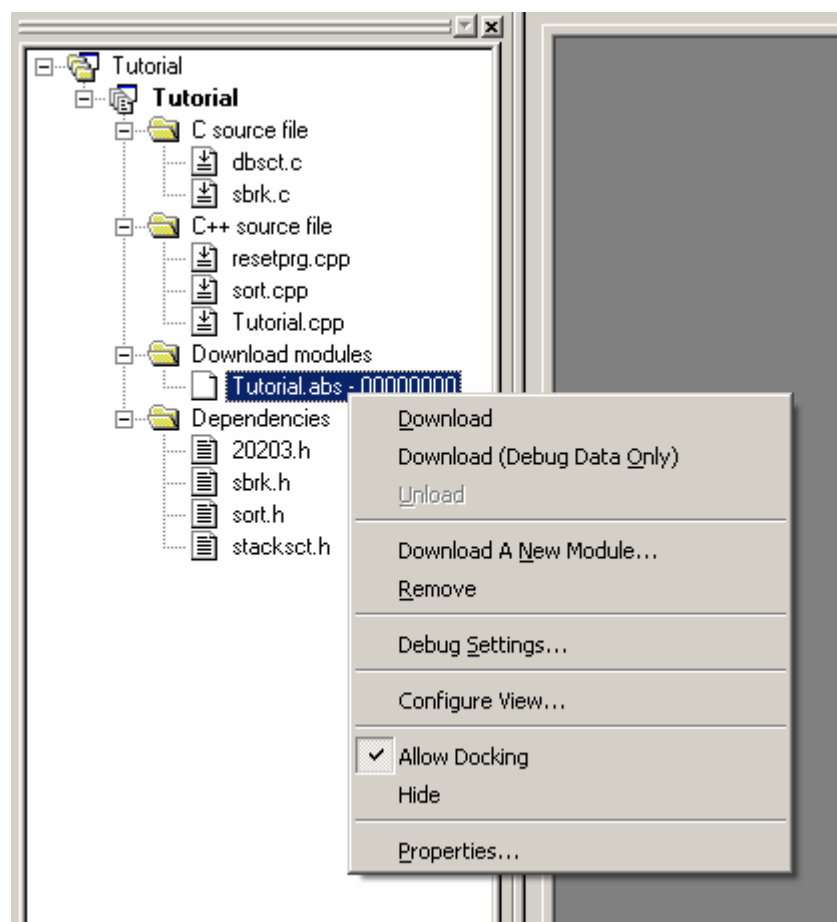 Tutorial
Tutorial
C source file
dbsct.c
sbrk.c
C++ source file
resetprg.cpp
sort.cpp
Tutorial.cpp
Download modules
Tutorial.abs - 00000000
Dependencies
20203.h
sbrk.h
sort.h
stacksct.h
Download
Download (Debug Data Only)
Unload
Download A New Module...
Remove
Debug Settings...
Configure View...
Allow Docking
Hide
Properties...